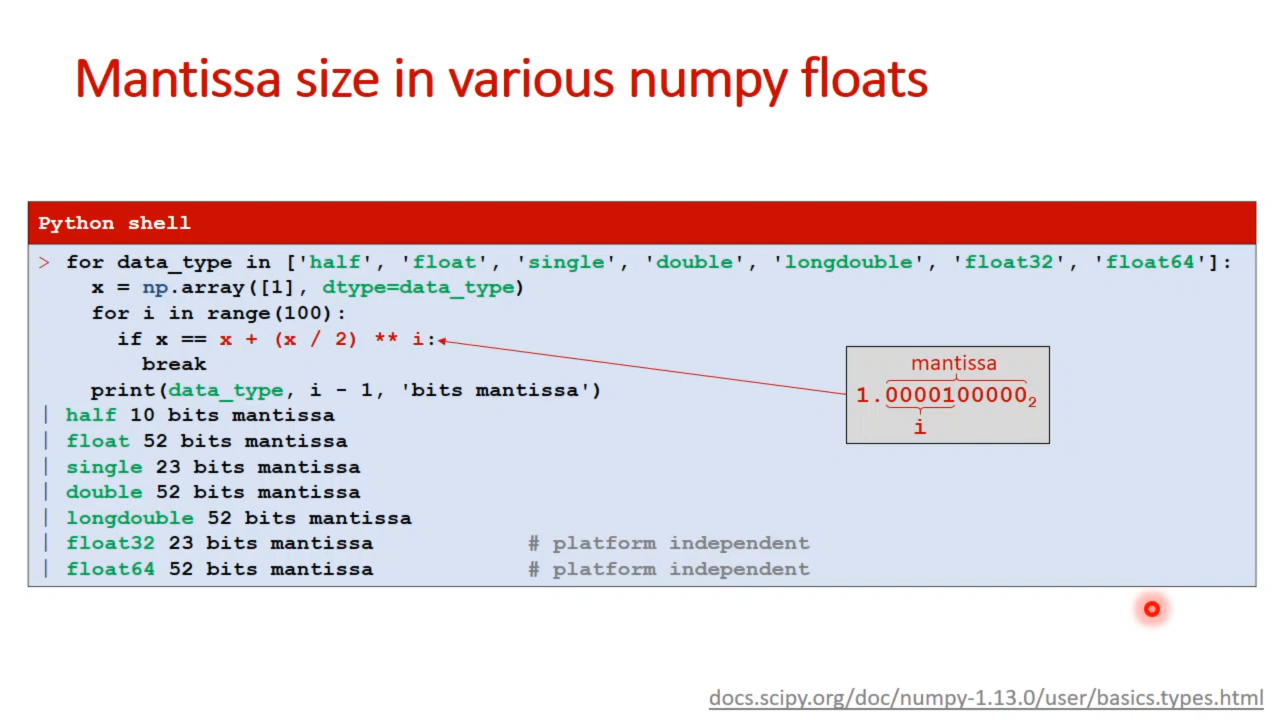 Mantissa size in various numpy floats
Python shell
> for data_type in ['half', 'float', 'single', 'double', 'longdouble', 'float32', 'float64']:
x = np.array([1], dtype=data_type)
for i in range(100):
if x == x + (x / 2) ** i:
break
print(data_type, i - 1, 'bits mantissa')
| half 10 bits mantissa
| float 52 bits mantissa
| single 23 bits mantissa
| double 52 bits mantissa
| longdouble 52 bits mantissa
| float32 23 bits mantissa # platform independent
| float64 52 bits mantissa # platform independent
mantissa
1.0000100000₂
i
docs.scipy.org/doc/numpy-1.13.0/user/basics.types.html